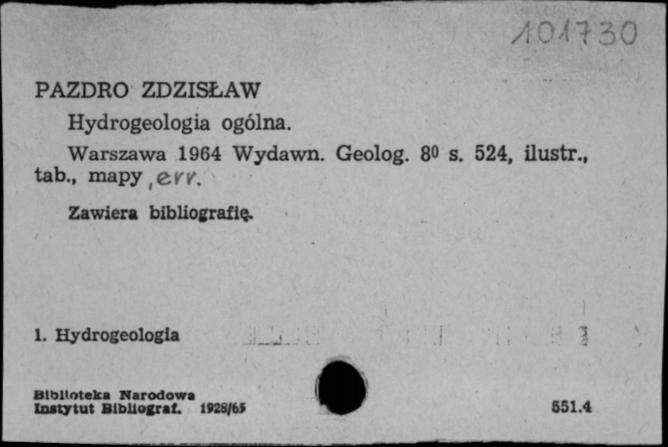 101730
PAZDRO ZDZISŁAW
Hydrogeologia ogólna.
Warszawa 1964 Wydawn. Geolog. 8⁰ s. 524, ilustr.,
tab., mapy, err.
Zawiera bibliografię.
1. Hydrogeologia
Biblioteka Narodowa
Instytut Bibliograf. 1928/65
551.4